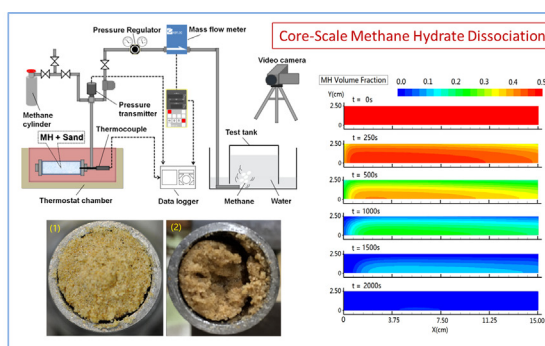 Core-Scale Methane Hydrate Dissociation
Pressure Regulator
Mass flow meter
Video camera
Pressure
transmitter
Methane
cylinder
MH + Sand
Thermocouple
Test tank
Thermostat chamber
Data logger
Methane
Water
(1)
(2)
MH Volume Fraction
0.0 0.1 0.2 0.3 0.4 0.5
Y(cm)
t = 0s
2.50
0
t = 250s
2.50
0
t = 500s
2.50
0
t = 1000s
2.50
0
t = 1500s
2.50
0
t = 2000s
2.50
0
0 3.75 7.50 11.25 15.00
X(cm)